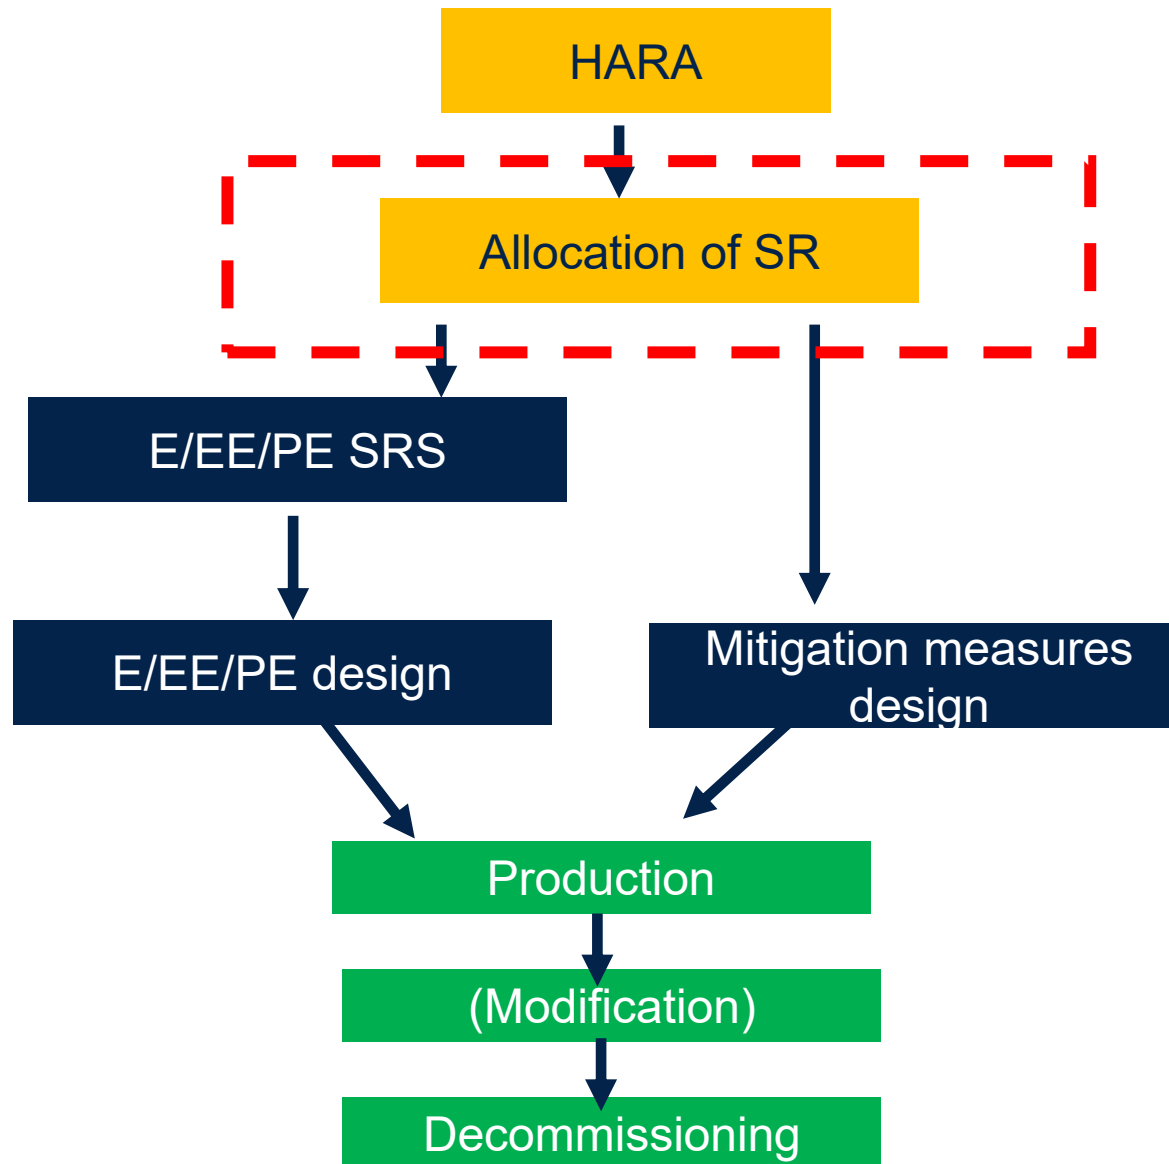 HARA
Allocation of SR
E/EE/PE SRS
E/EE/PE design
Mitigation measures
design
Production
(Modification)
Decommissioning